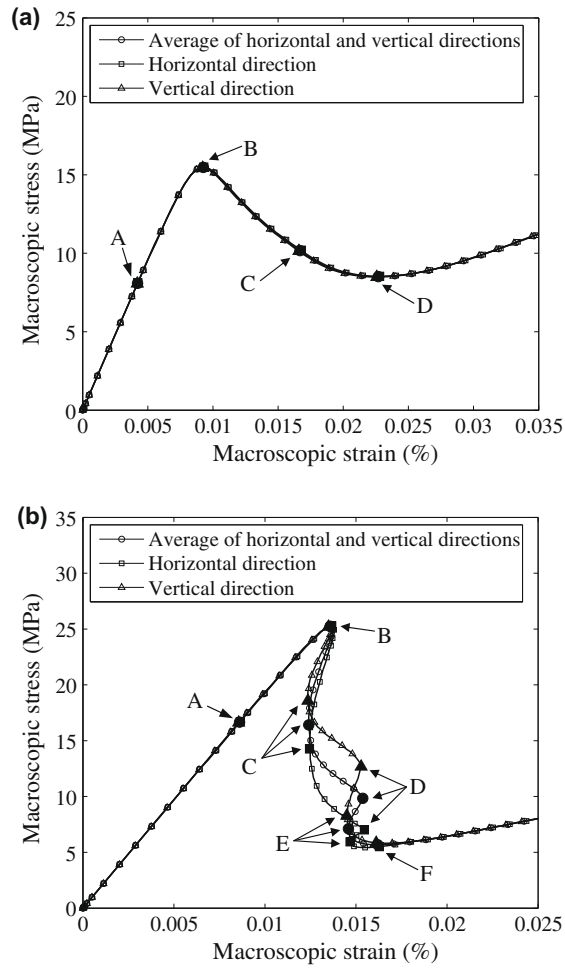 (a)
25
20
15
10
5
0
Macroscopic stress (MPa)
Average of horizontal and vertical directions
Horizontal direction
Vertical direction
A
B
C
D
0 0.005 0.01 0.015 0.02 0.025 0.03 0.035
Macroscopic strain (%)
(b)
35
30
25
20
15
10
5
0
Macroscopic stress (MPa)
Average of horizontal and vertical directions
Horizontal direction
Vertical direction
A
B
C
D
E
F
0 0.005 0.01 0.015 0.02 0.025
Macroscopic strain (%)